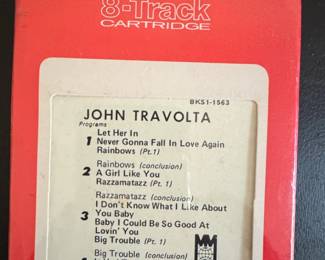 8-Track
CARTRIDGE
BKS1-1563
JOHN TRAVOLTA
Programs
1 Let Her In
Never Gonna Fall In Love Again
Rainbows (Pt. 1)
2 Rainbows (conclusion)
A Girl Like You
Razzamatazz (Pt. 1)
3 Razzamatazz (conclusion)
I Don't Know What I Like About
You Baby
Baby I Could Be So Good At
Lovin' You
Big Trouble (Pt. 1)
Big Trouble (conclusion)